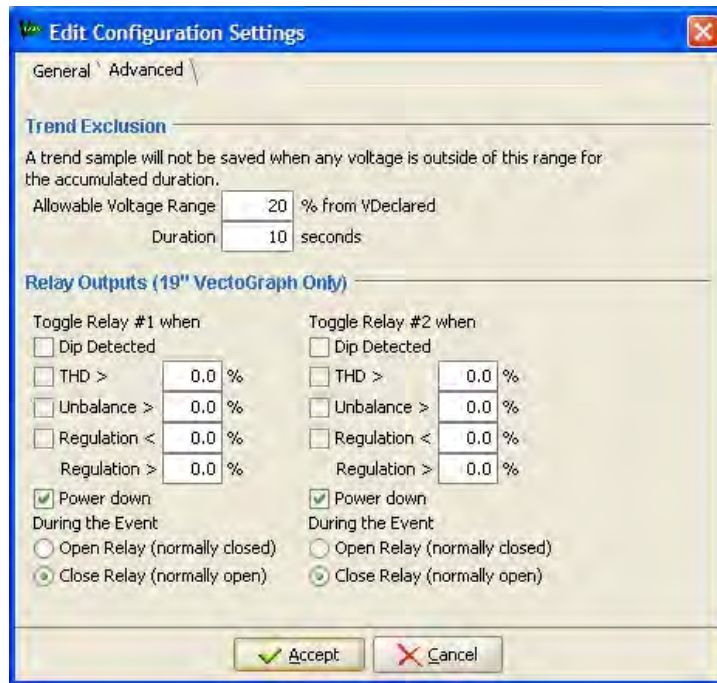 Edit Configuration Settings
General Advanced
Trend Exclusion
A trend sample will not be saved when any voltage is outside of this range for
the accumulated duration.
Allowable Voltage Range 20 % from VDeclared
Duration 10 seconds
Relay Outputs (19" VectoGraph Only)
Toggle Relay #1 when
Dip Detected
THD > 0.0 %
Unbalance > 0.0 %
Regulation < 0.0 %
Regulation > 0.0 %
Power down
During the Event
Open Relay (normally closed)
Close Relay (normally open)
Toggle Relay #2 when
Dip Detected
THD > 0.0 %
Unbalance > 0.0 %
Regulation < 0.0 %
Regulation > 0.0 %
Power down
During the Event
Open Relay (normally closed)
Close Relay (normally open)
Accept Cancel